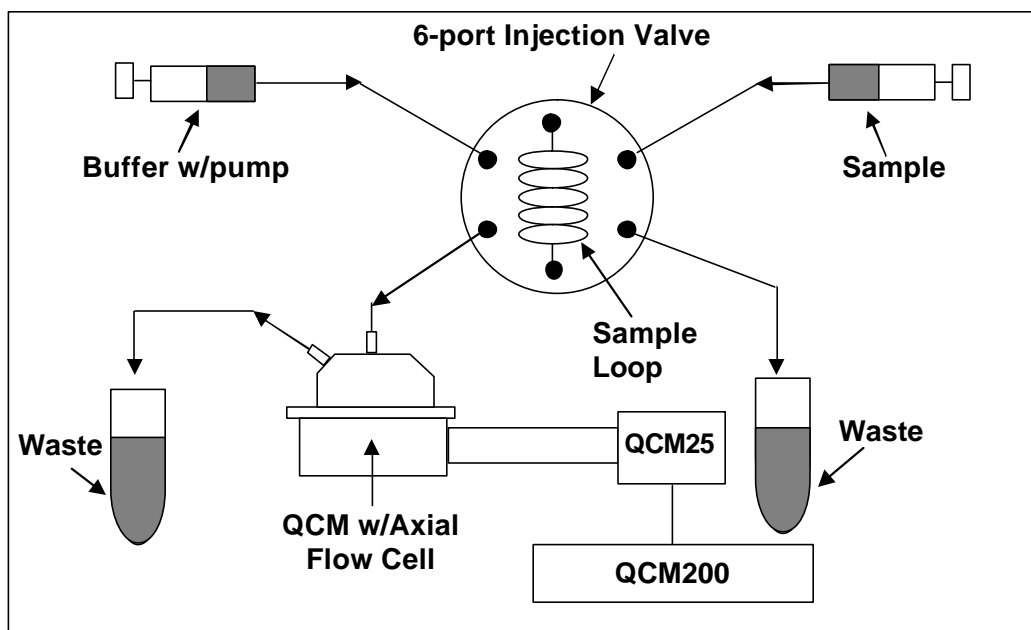 6-port Injection Valve
Buffer w/pump
Sample
Sample
Loop
Waste
QCM25
Waste
QCM w/Axial
Flow Cell
QCM200